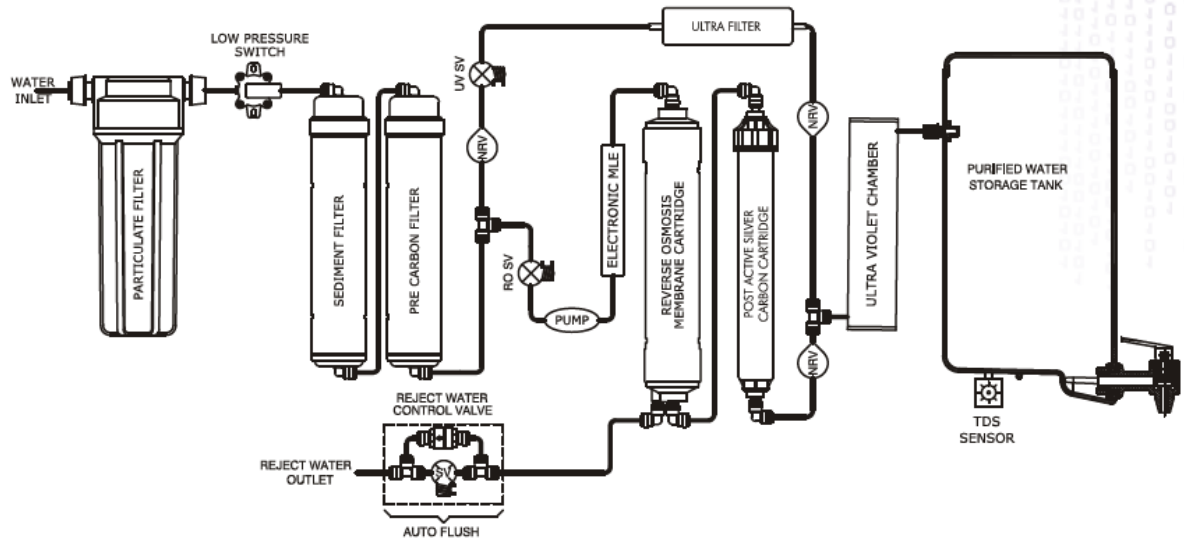 WATER
INLET
LOW PRESSURE
SWITCH
PARTICULATE FILTER
SEDIMENT FILTER
PRE CARBON FILTER
UV SV
NRV
RO SV
PUMP
ELECTRONIC MLE
ULTRA FILTER
REVERSE OSMOSIS
MEMBRANE CARTRIDGE
POST ACTIVE SILVER
CARBON CARTRIDGE
NRV
NRV
ULTRA VIOLET CHAMBER
PURIFIED WATER
STORAGE TANK
TDS
SENSOR
REJECT WATER
CONTROL VALVE
REJECT WATER
OUTLET
SV
AUTO FLUSH